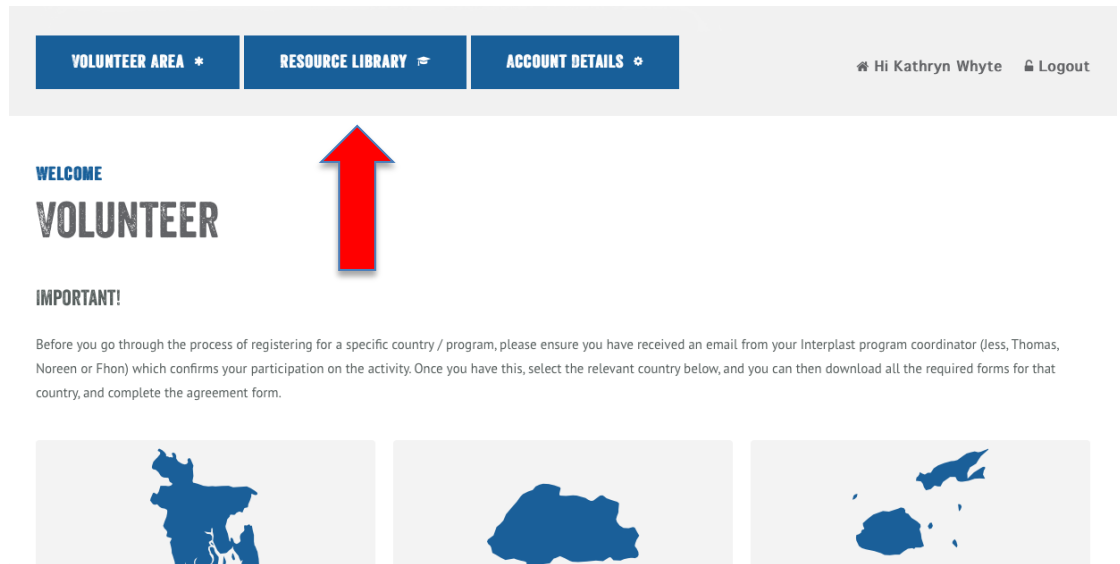 VOLUNTEER AREA
RESOURCE LIBRARY
ACCOUNT DETAILS
Hi Kathryn Whyte
Logout
WELCOME
VOLUNTEER
IMPORTANT!
Before you go through the process of registering for a specific country / program, please ensure you have received an email from your Interplast program coordinator (Jess, Thomas,
Noreen or Fhon) which confirms your participation on the activity. Once you have this, select the relevant country below, and you can then download all the required forms for that
country, and complete the agreement form.